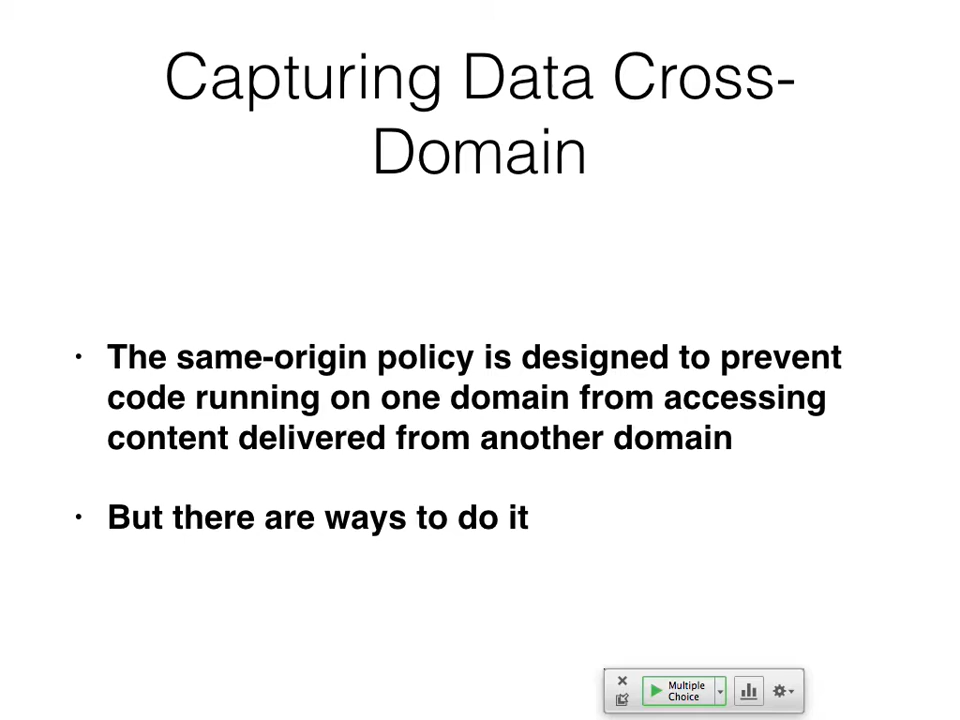 Capturing Data Cross-
Domain
• The same-origin policy is designed to prevent
code running on one domain from accessing
content delivered from another domain
• But there are ways to do it
Multiple
Choice